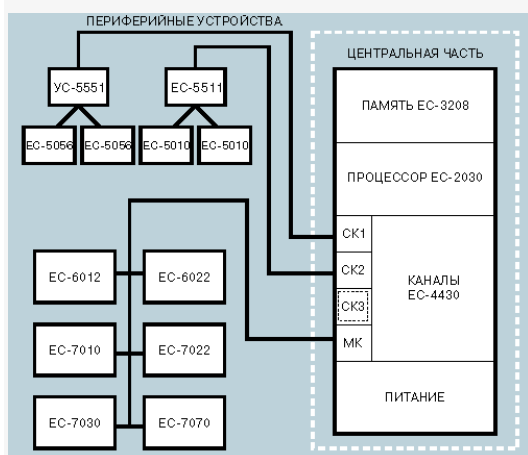 ПЕРИФЕРИЙНЫЕ УСТРОЙСТВА
ЦЕНТРАЛЬНАЯ ЧАСТЬ
УС-5551
ЕС-5511
ЕС-5056
ЕС-5056
ЕС-5010
ЕС-5010
ПАМЯТЬ ЕС-3208
ПРОЦЕССОР ЕС-2030
СК1
СК2
СК3
МК
КАНАЛЫ
ЕС-4430
ПИТАНИЕ
ЕС-6012
ЕС-6022
ЕС-7010
ЕС-7022
ЕС-7030
ЕС-7070